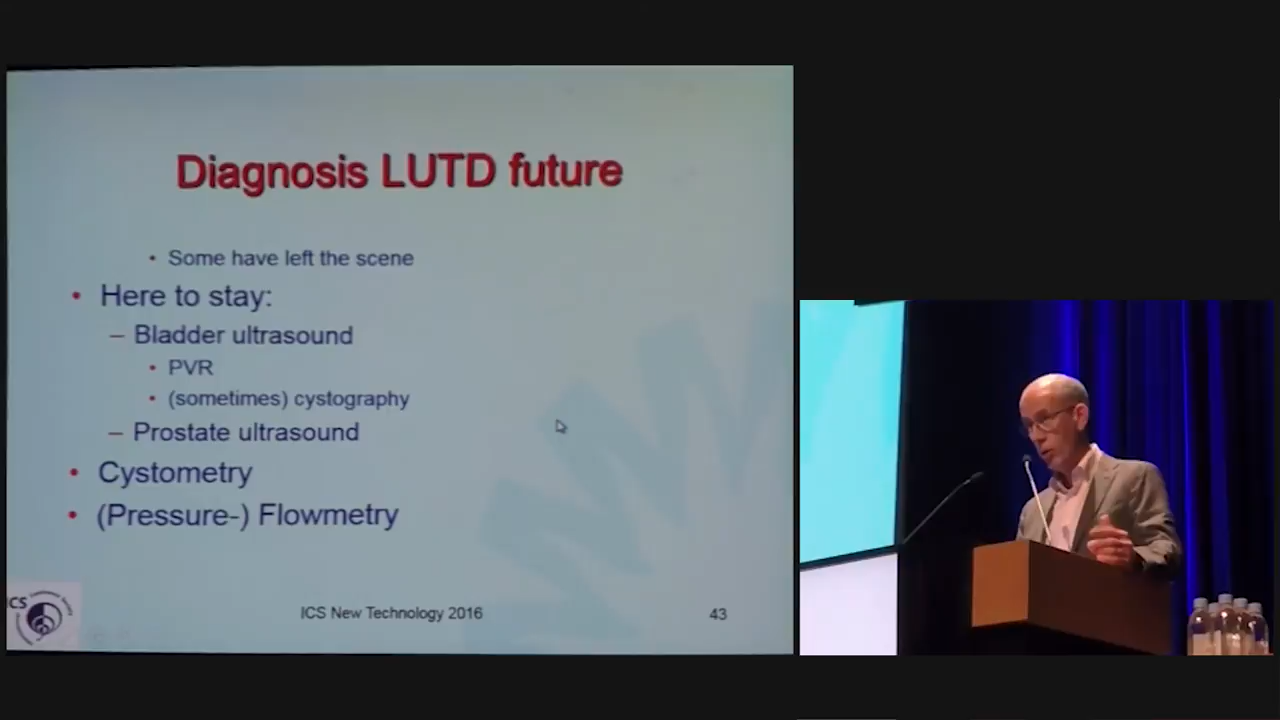 Diagnosis LUTD future
• Some have left the scene
• Here to stay:
– Bladder ultrasound
• PVR
• (sometimes) cystography
– Prostate ultrasound
• Cystometry
• (Pressure-) Flowmetry
ICS
ICS New Technology 2016
43